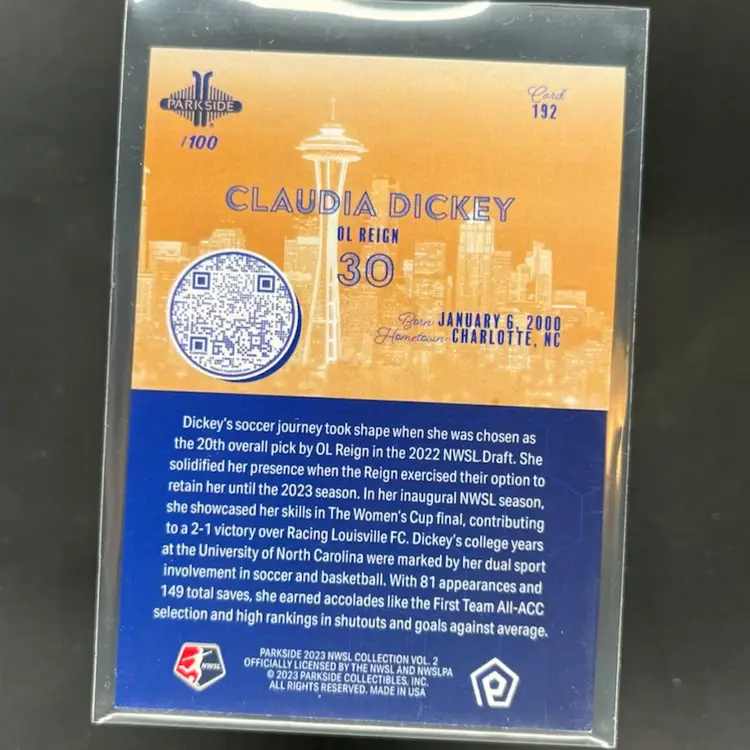 PARKSIDE
/100
Card
192
CLAUDIA DICKEY
OL REIGN
30
Born JANUARY 6, 2000
Hometown CHARLOTTE, NC
Dickey's soccer journey took shape when she was chosen as
the 20th overall pick by OL Reign in the 2022 NWSL Draft. She
solidified her presence when the Reign exercised their option to
retain her until the 2023 season. In her inaugural NWSL season,
she showcased her skills in The Women's Cup final, contributing
to a 2-1 victory over Racing Louisville FC. Dickey's college years
at the University of North Carolina were marked by her dual sport
involvement in soccer and basketball. With 81 appearances and
149 total saves, she earned accolades like the First Team All-ACC
selection and high rankings in shutouts and goals against average.
NWSL
PARKSIDE 2023 NWSL COLLECTION VOL. 2
OFFICIALLY LICENSED BY THE NWSL AND NWSLPA
© 2023 PARKSIDE COLLECTIBLES, INC.
ALL RIGHTS RESERVED. MADE IN USA